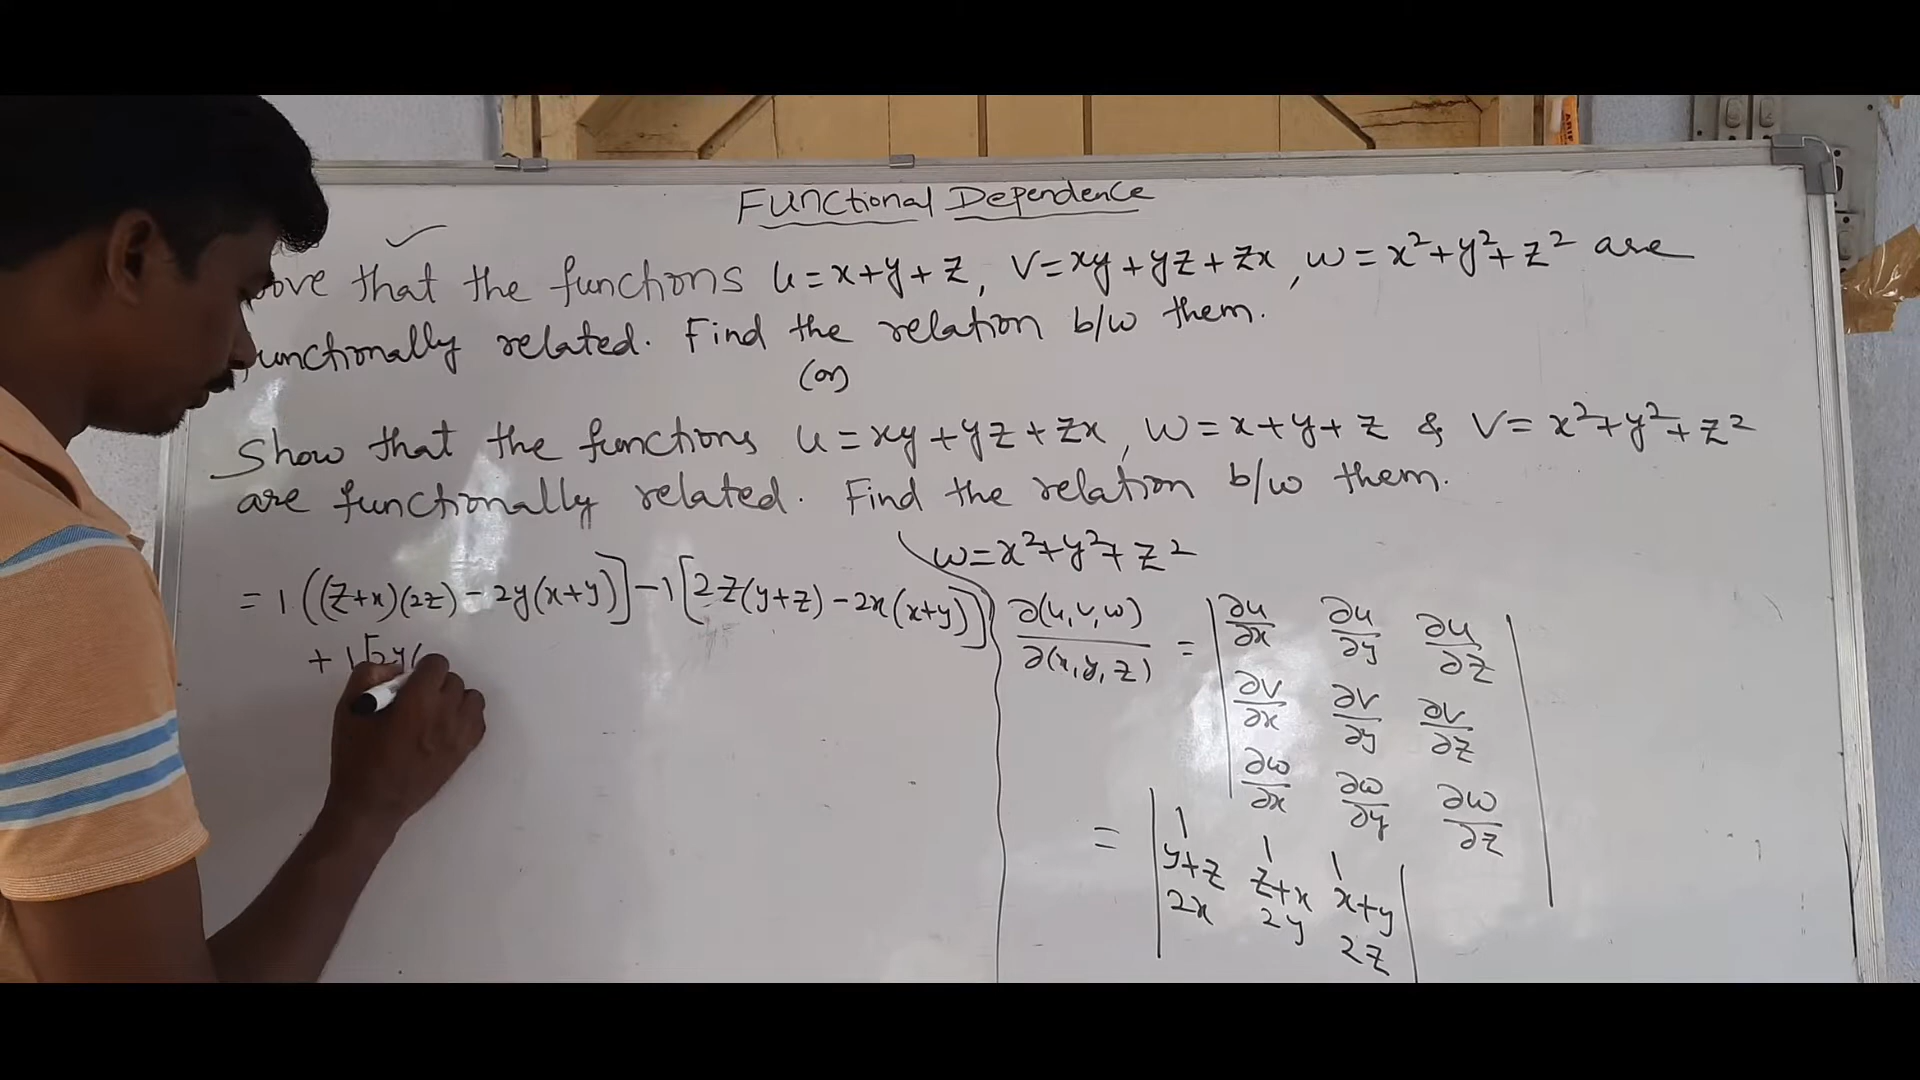 Functional Dependence
ove that the functions u = x+y+z, v = xy+yz+zx, w = x²+y²+z² are
unctionally related. Find the relation b/w them.
(or)
Show that the functions u = xy+yz+zx, w = x+y+z & v = x²+y²+z²
are functionally related. Find the relation b/w them.
= 1((z+x)(2z) - 2y(x+y)] - 1[2z(y+z) - 2x(x+y)]
+ 1[2y(
w = x²+y²+z²
∂(u,v,w)/∂(x,y,z) = | ∂u/∂x ∂u/∂y ∂u/∂z |
∂v/∂x ∂v/∂y ∂v/∂z
∂w/∂x ∂w/∂y ∂w/∂z
= | 1 1 1 |
y+z z+x x+y
2x 2y 2z